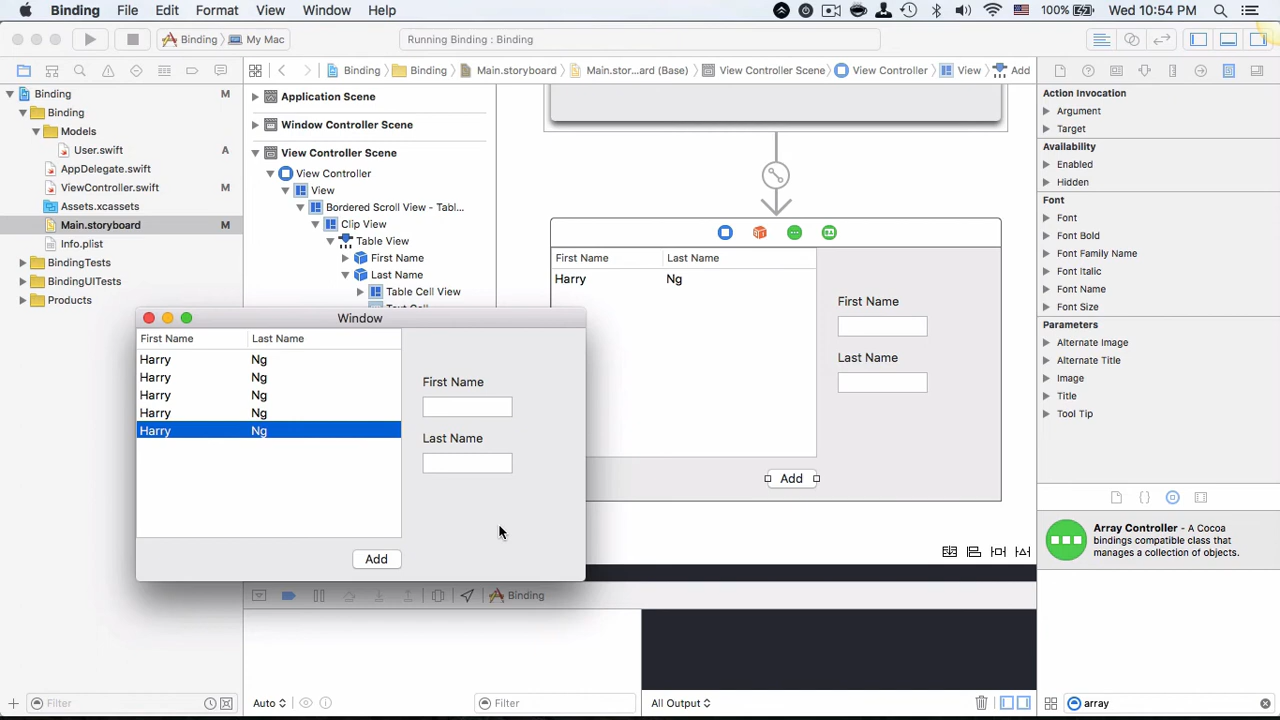 Binding File Edit Format View Window Help 100% Wed 10:54 PM
Binding My Mac Running Binding : Binding
Binding Binding Main.storyboard Main.stor...ard (Base) View Controller Scene View Controller View Add
Binding M
Binding
Models
User.swift A
AppDelegate.swift
ViewController.swift M
Assets.xcassets
Main.storyboard M
Info.plist
BindingTests
BindingUITests
Products
Application Scene
Window Controller Scene
View Controller Scene
View Controller
View
Bordered Scroll View - Tabl...
Clip View
Table View
First Name
Last Name
Table Cell View
First Name Last Name
Harry Ng
First Name
Last Name
Add
Window
First Name Last Name
Harry Ng
Harry Ng
Harry Ng
Harry Ng
Harry Ng
First Name
Last Name
Add
Binding
Auto Filter All Output
Filter
Action Invocation
Argument
Target
Availability
Enabled
Hidden
Font
Font
Font Bold
Font Family Name
Font Italic
Font Name
Font Size
Parameters
Alternate Image
Alternate Title
Image
Title
Tool Tip
Array Controller - A Cocoa
bindings compatible class that
manages a collection of objects.
array